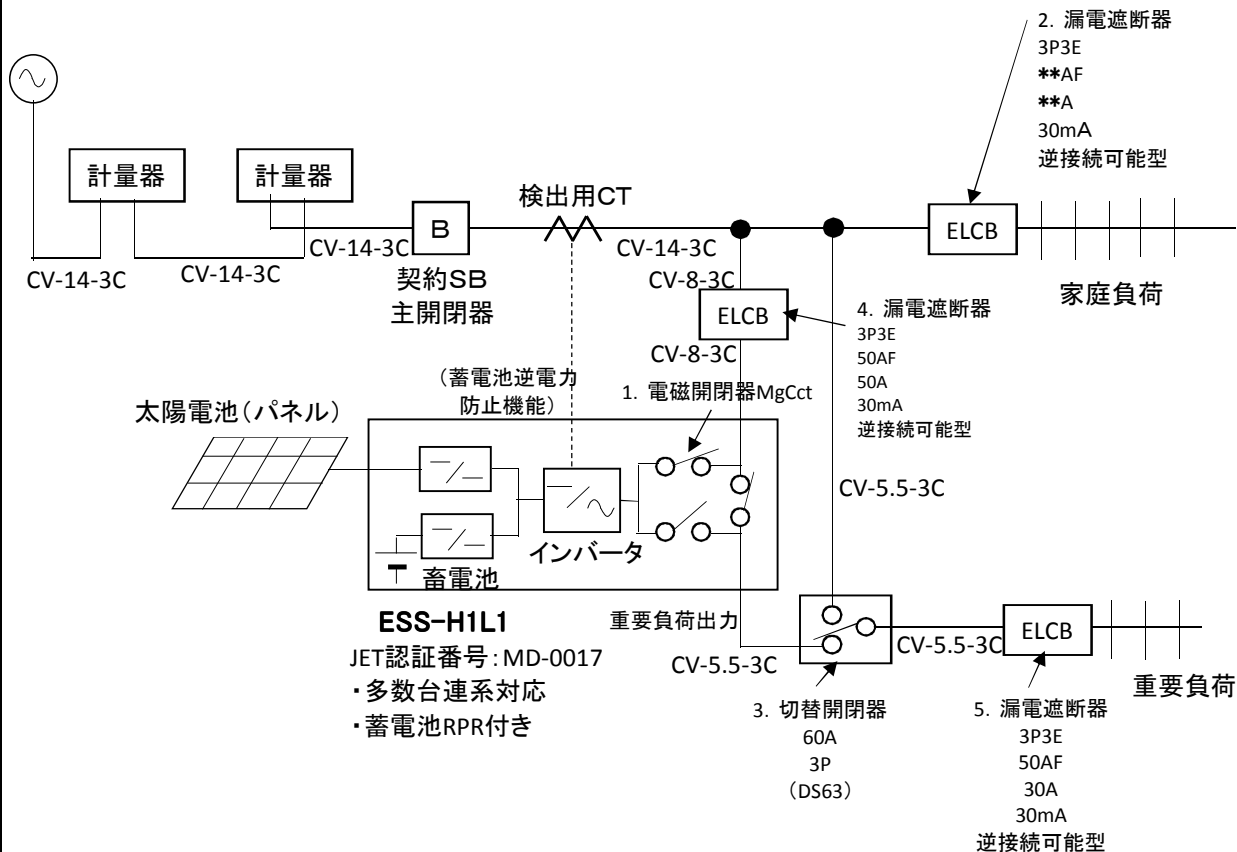 2. 漏電遮断器
3P3E
**AF
**A
30mA
逆接続可能型
計量器
計量器
検出用CT
B
ELCB
CV-14-3C
CV-14-3C
CV-14-3C
CV-14-3C
契約SB
主開閉器
CV-8-3C
家庭負荷
ELCB
4. 漏電遮断器
3P3E
50AF
50A
30mA
逆接続可能型
CV-8-3C
(蓄電池逆電力
防止機能)
1. 電磁開閉器MgCct
太陽電池(パネル)
CV-5.5-3C
インバータ
蓄電池
ESS-H1L1
JET認証番号:MD-0017
・多数台連系対応
・蓄電池RPR付き
重要負荷出力
CV-5.5-3C
CV-5.5-3C
ELCB
重要負荷
3. 切替開閉器
60A
3P
(DS63)
5. 漏電遮断器
3P3E
50AF
30A
30mA
逆接続可能型